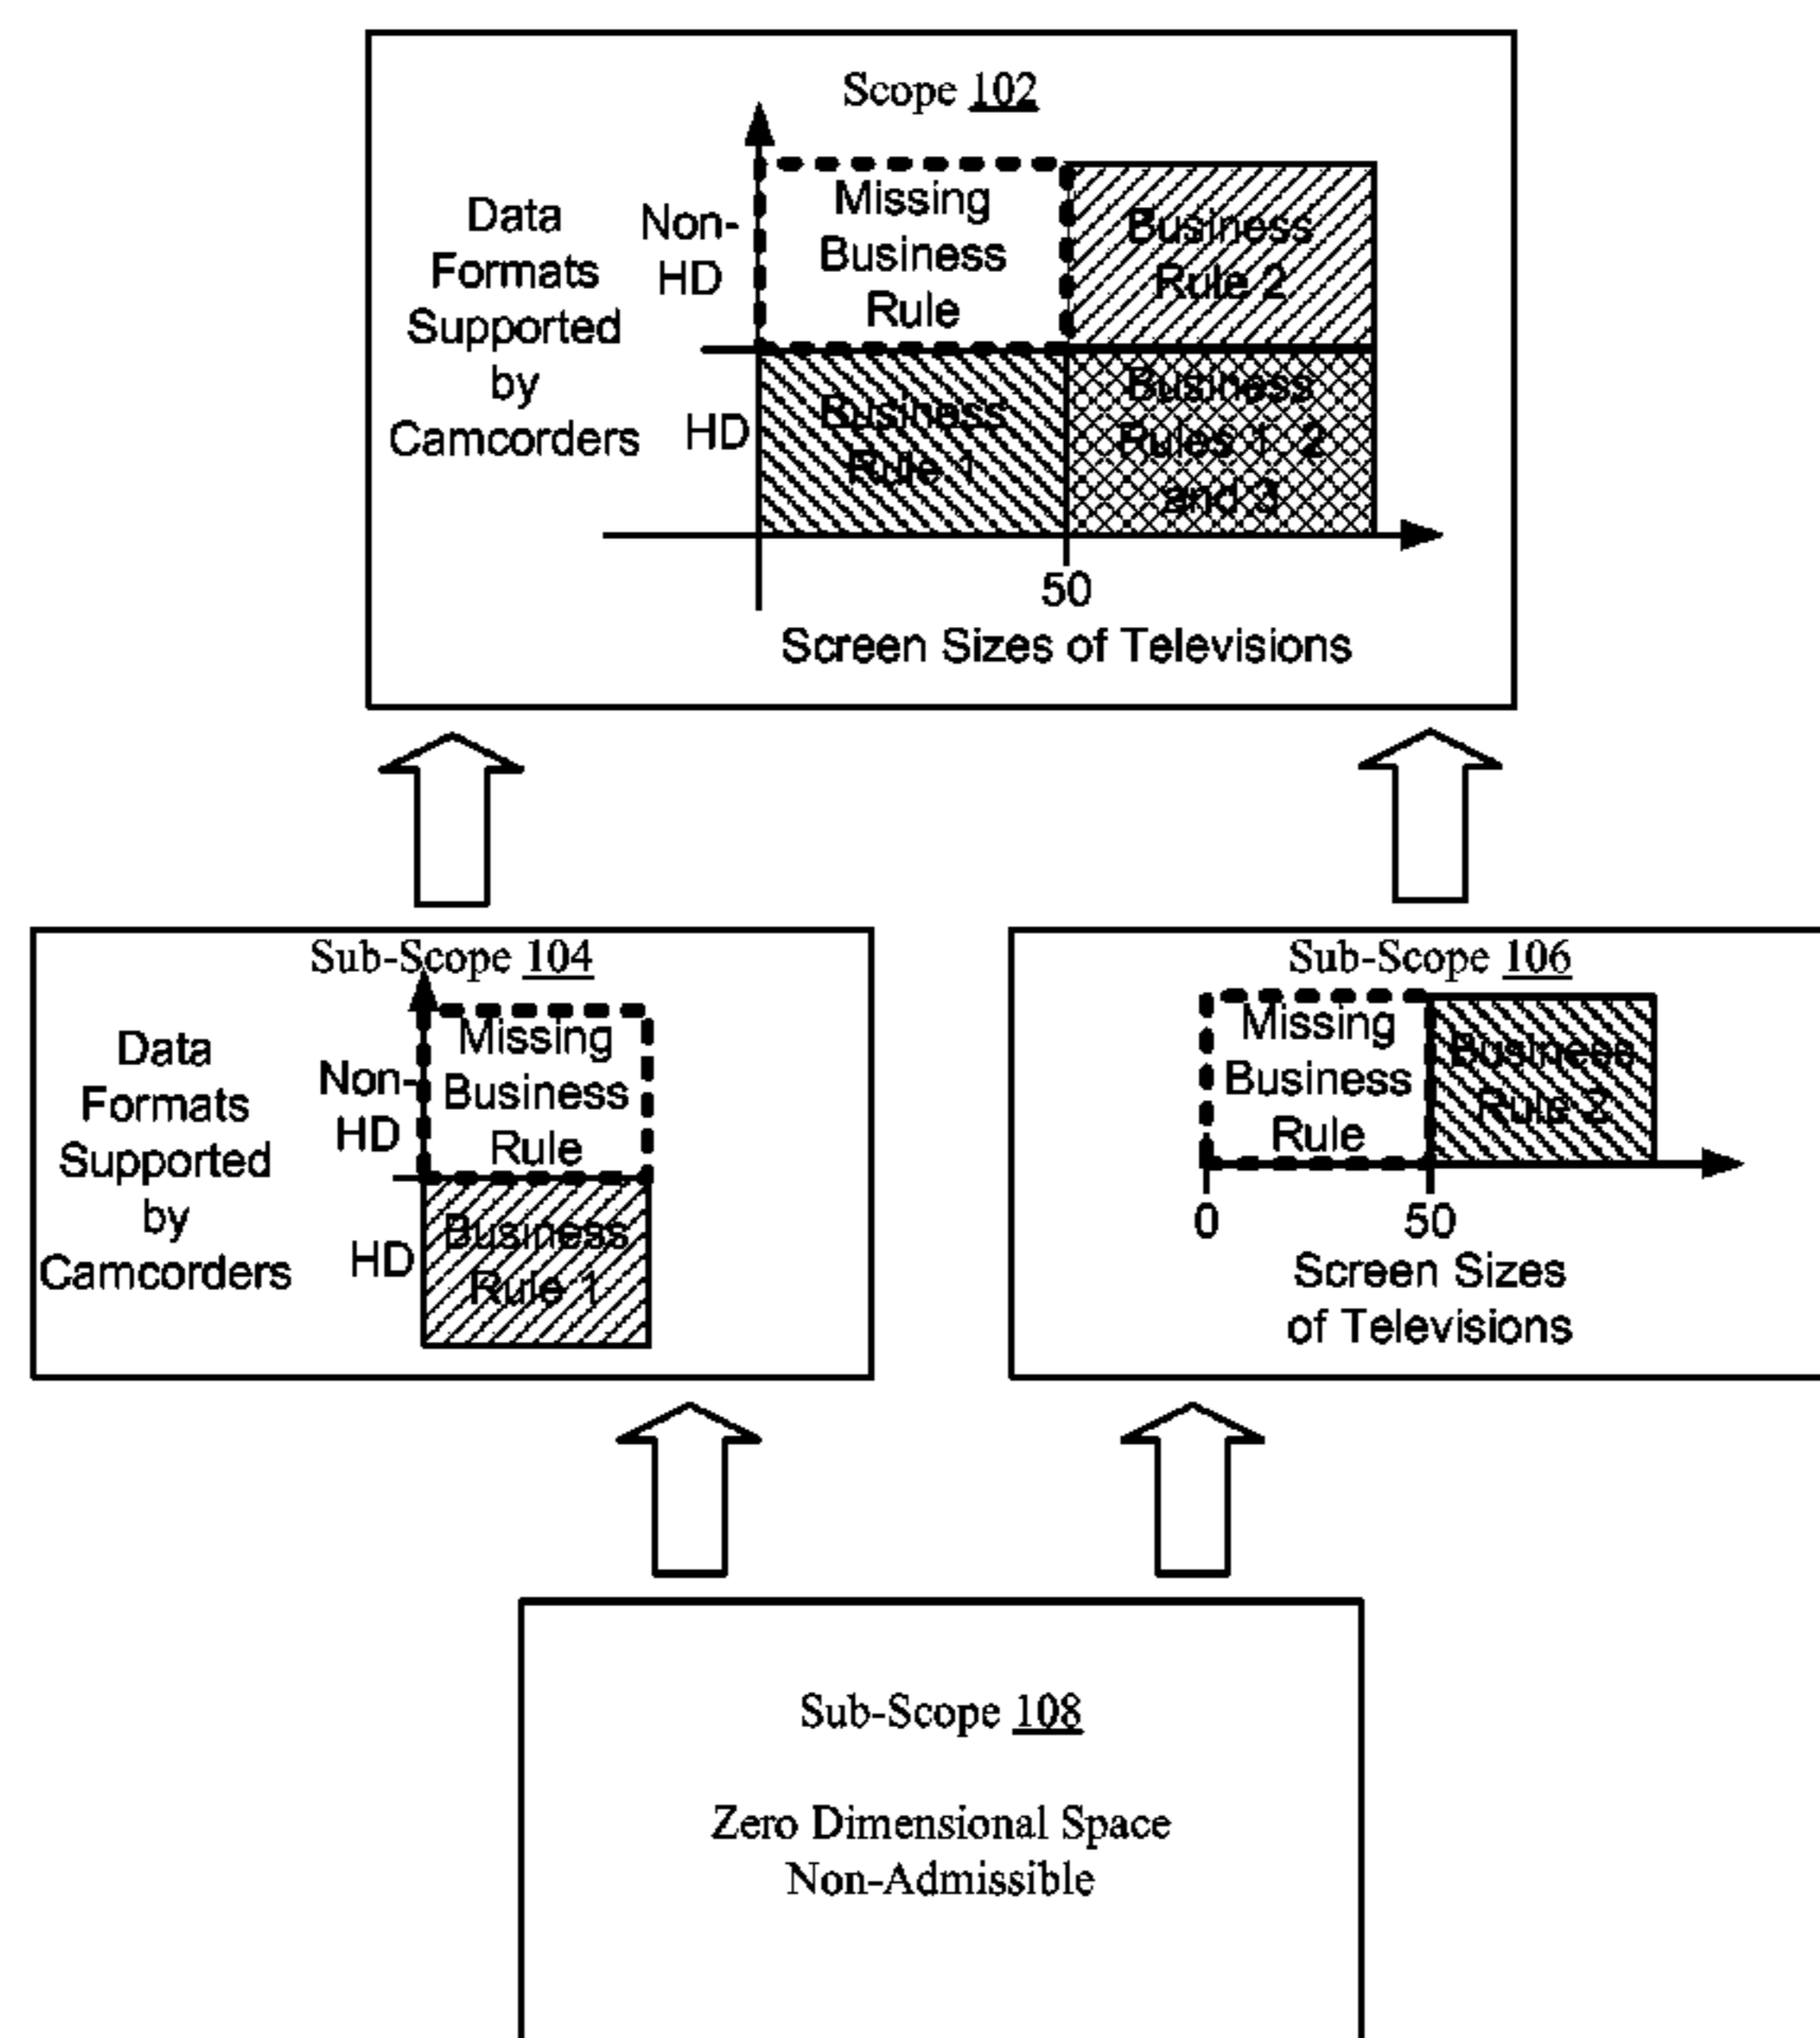 Scope 102
Data
Formats
Supported
by
Camcorders
Non-
HD
HD
Missing
Business
Rule
Business
Rule 2
Business
Rule 1
Business
Rules 1 2
and 3
50
Screen Sizes of Televisions
Sub-Scope 104
Data
Formats
Supported
by
Camcorders
Non-
HD
HD
Missing
Business
Rule
Business
Rule 1
Sub-Scope 106
Missing
Business
Rule
Business
Rule 2
0
50
Screen Sizes
of Televisions
Sub-Scope 108
Zero Dimensional Space
Non-Admissible